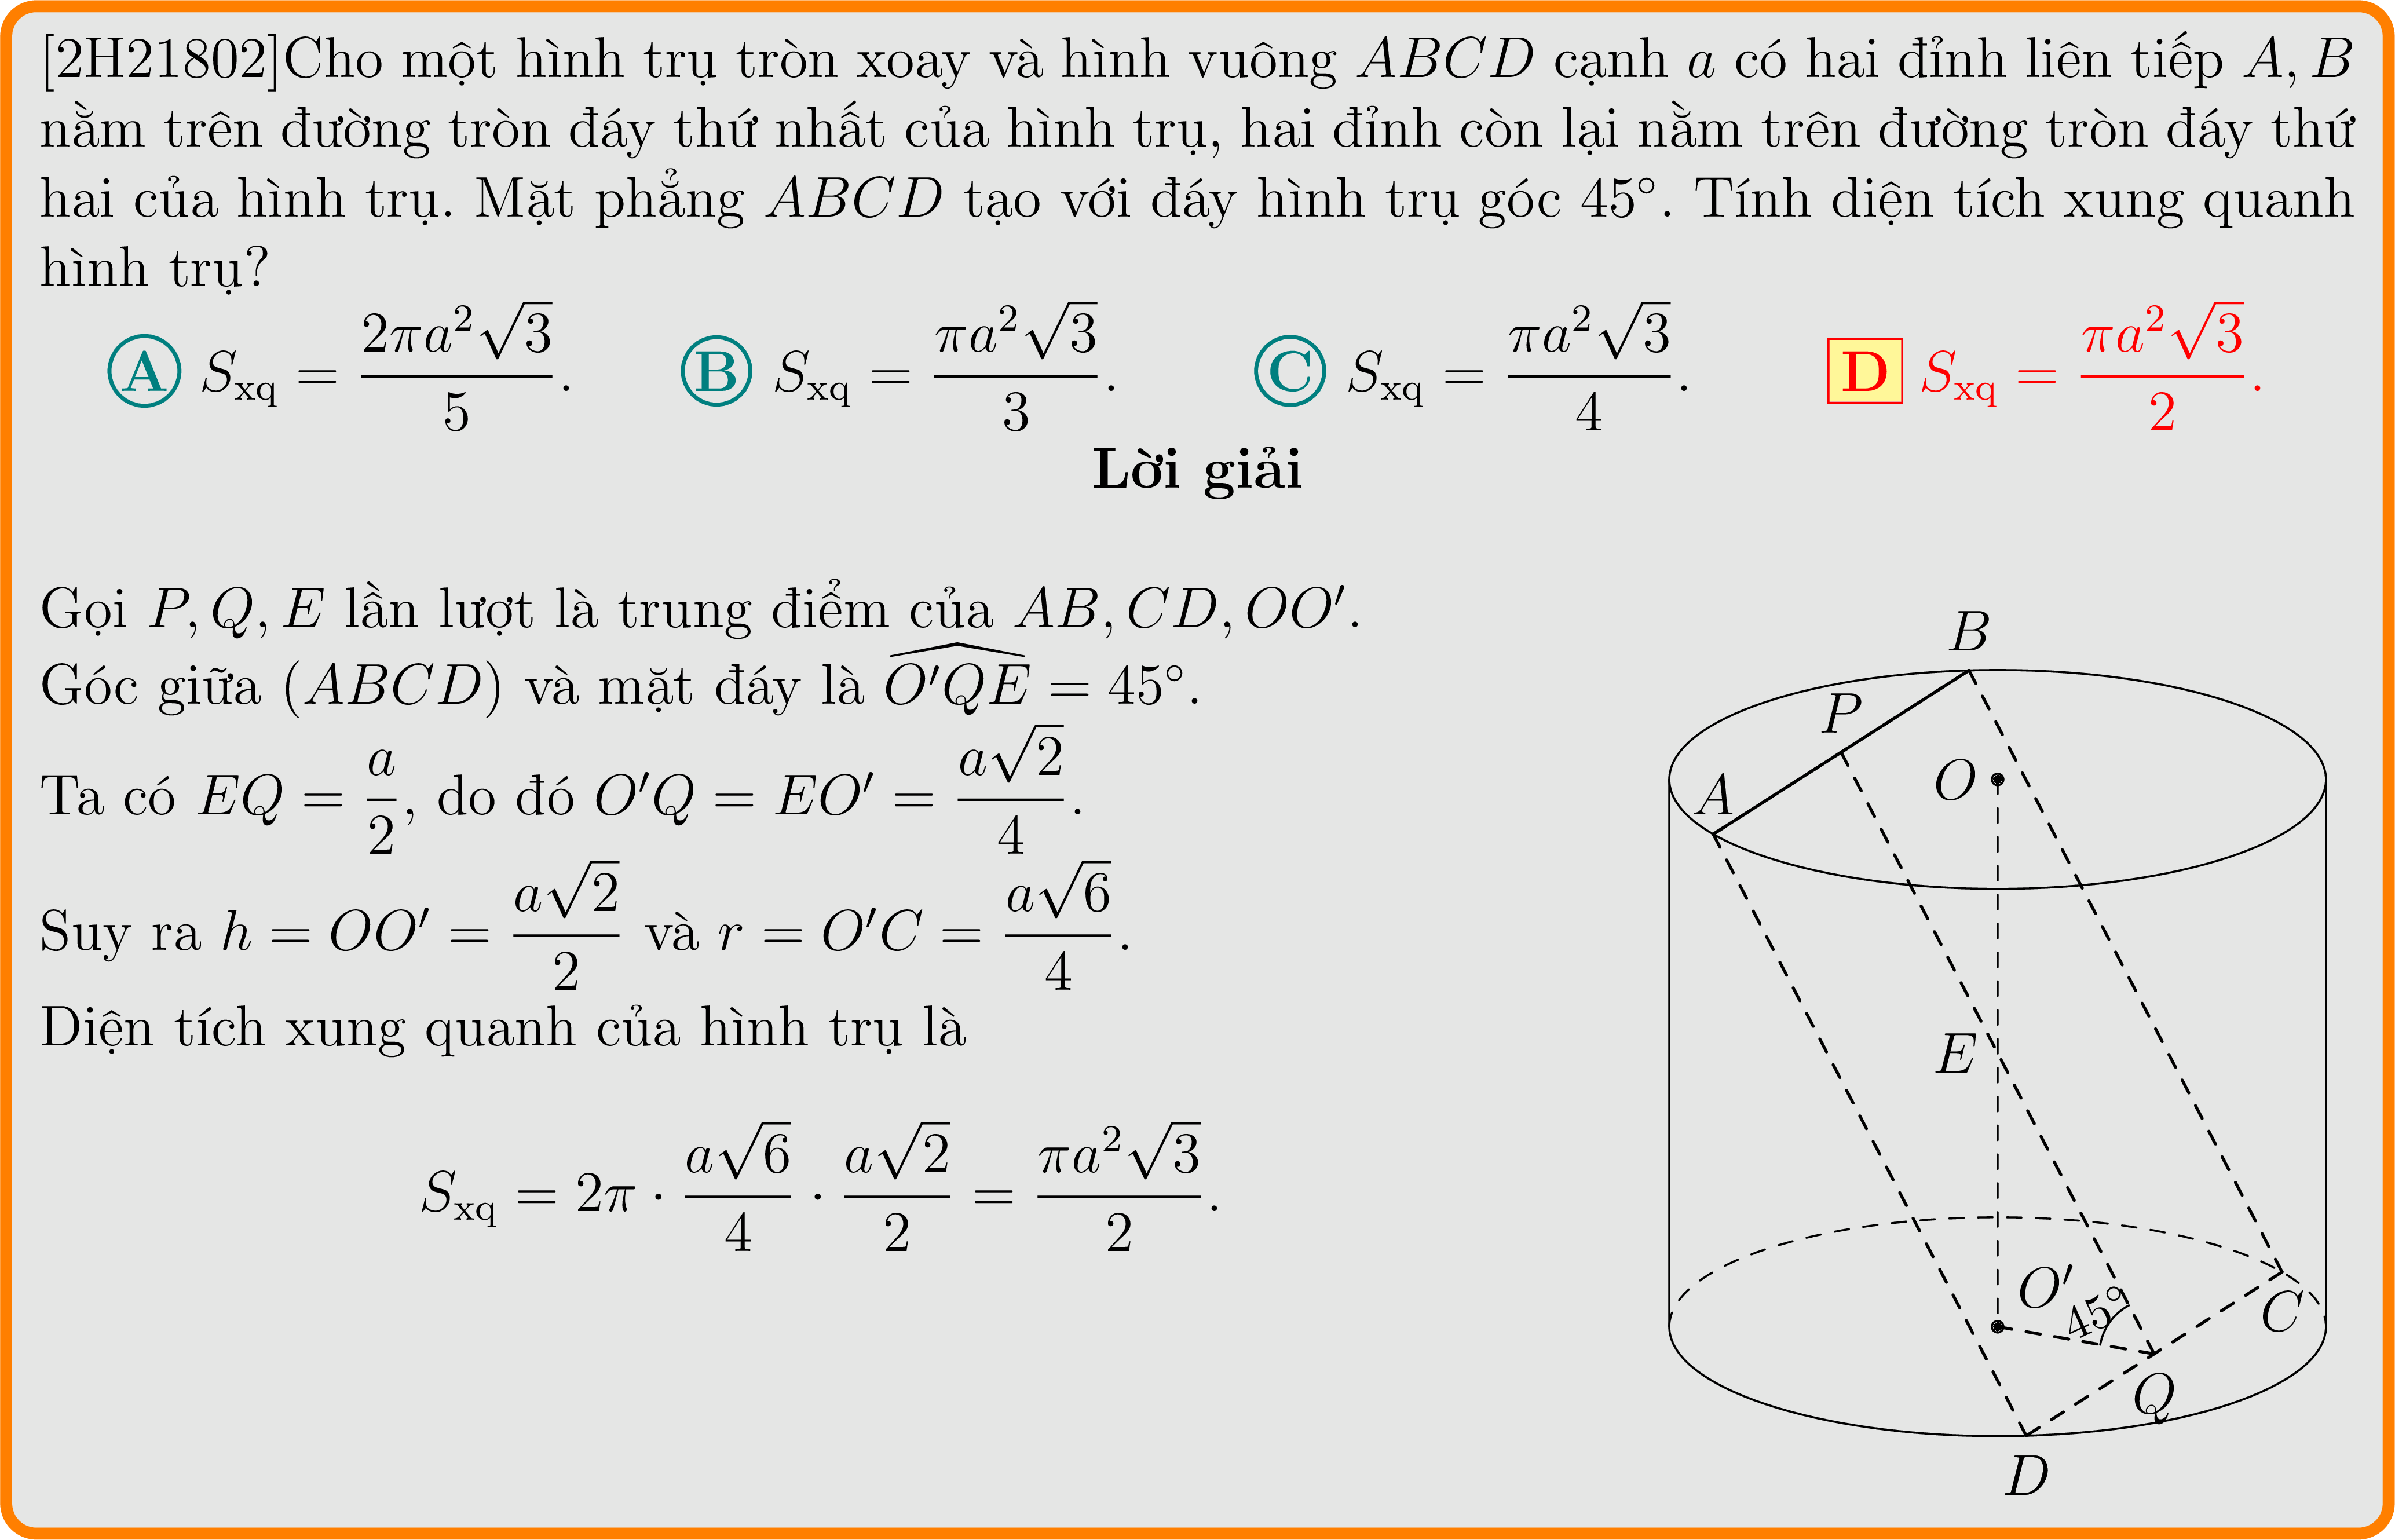 [2H21802]Cho một hình trụ tròn xoay và hình vuông ABCD cạnh a có hai đỉnh liên tiếp A, B
nằm trên đường tròn đáy thứ nhất của hình trụ, hai đỉnh còn lại nằm trên đường tròn đáy thứ
hai của hình trụ. Mặt phẳng ABCD tạo với đáy hình trụ góc 45°. Tính diện tích xung quanh
hình trụ?
A $S_{\text{xq}} = \frac{2\pi a^2\sqrt{3}}{5}$. B $S_{\text{xq}} = \frac{\pi a^2\sqrt{3}}{3}$. C $S_{\text{xq}} = \frac{\pi a^2\sqrt{3}}{4}$. D $S_{\text{xq}} = \frac{\pi a^2\sqrt{3}}{2}$.
Lời giải
Gọi P, Q, E lần lượt là trung điểm của AB, CD, OO′.
Góc giữa (ABCD) và mặt đáy là $\widehat{O'QE} = 45°$.
Ta có $EQ = \frac{a}{2}$, do đó $O'Q = EO' = \frac{a\sqrt{2}}{4}$.
Suy ra $h = OO' = \frac{a\sqrt{2}}{2}$ và $r = O'C = \frac{a\sqrt{6}}{4}$.
Diện tích xung quanh của hình trụ là
$S_{\text{xq}} = 2\pi \cdot \frac{a\sqrt{6}}{4} \cdot \frac{a\sqrt{2}}{2} = \frac{\pi a^2\sqrt{3}}{2}$.
B
P
O
A
E
O′
45°
C
Q
D